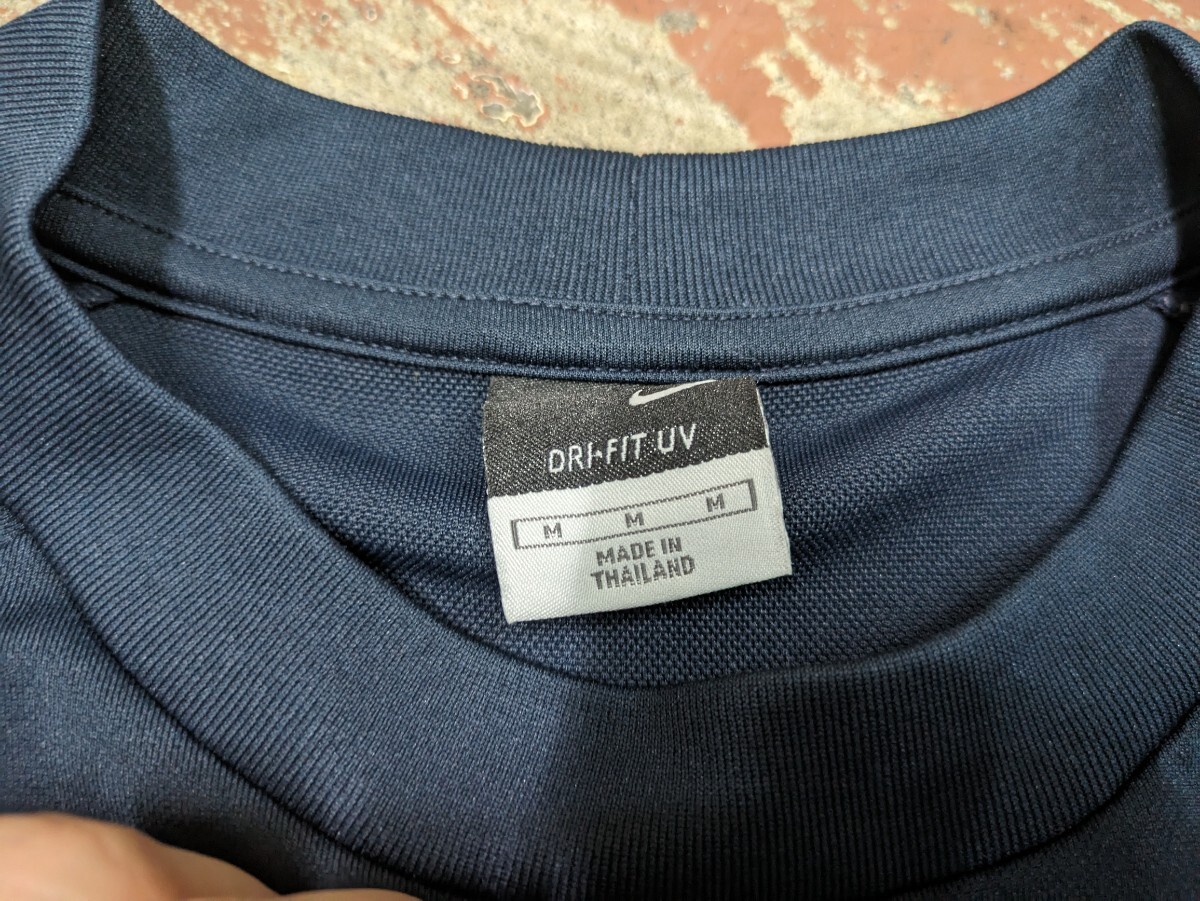 DRI-FIT UV
M M M
MADE IN
THAILAND